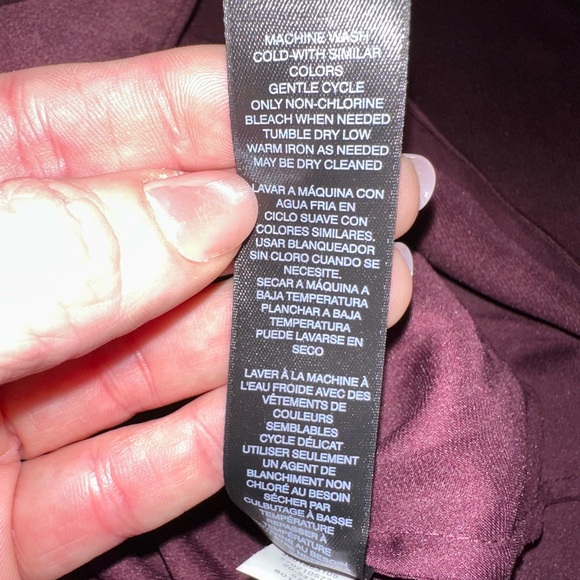 MACHINE WASH
COLD-WITH SIMILAR
COLORS
GENTLE CYCLE
ONLY NON-CHLORINE
BLEACH WHEN NEEDED
TUMBLE DRY LOW
WARM IRON AS NEEDED
MAY BE DRY CLEANED
LAVAR A MÁQUINA CON
AGUA FRIA EN
CICLO SUAVE CON
COLORES SIMILARES.
USAR BLANQUEADOR
SIN CLORO CUANDO SE
NECESITE.
SECAR A MÁQUINA A
BAJA TEMPERATURA
PLANCHAR A BAJA
TEMPERATURA
PUEDE LAVARSE EN
SECO
LAVER À LA MACHINE À
L'EAU FROIDE AVEC DES
VÊTEMENTS DE
COULEURS
SEMBLABLES
CYCLE DÉLICAT
UTILISER SEULEMENT
UN AGENT DE
BLANCHIMENT NON
CHLORÉ AU BESOIN
SÉCHER PAR
CULBUTAGE À BASSE
TEMPÉRATURE
REPASSER À
TEMPÉRATURE
AU BESOIN